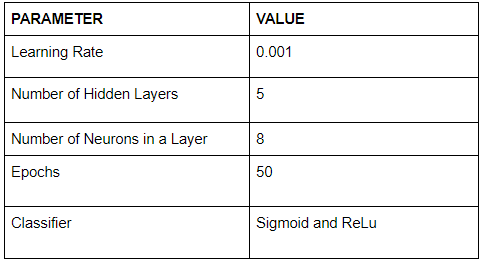 PARAMETER VALUE
Learning Rate 0.001
Number of Hidden Layers 5
Number of Neurons in a Layer 8
Epochs 50
Classifier Sigmoid and ReLu